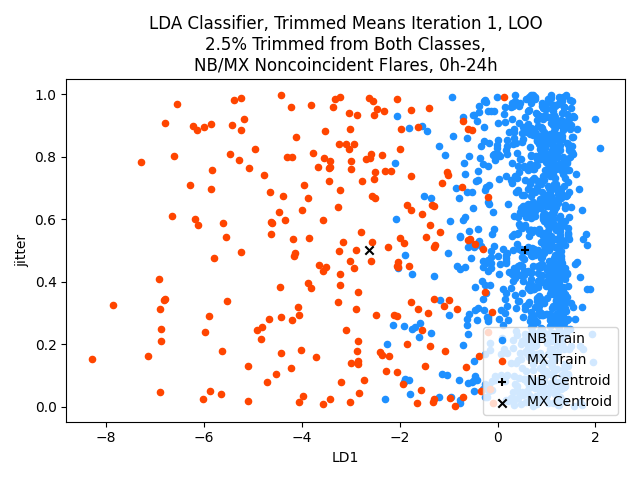 LDA Classifier, Trimmed Means Iteration 1, LOO
2.5% Trimmed from Both Classes,
NB/MX Noncoincident Flares, 0h-24h
1.0
0.8
0.6
0.4
0.2
0.0
jitter
NB Train
MX Train
NB Centroid
MX Centroid
−8
−6
−4
−2
0
2
LD1